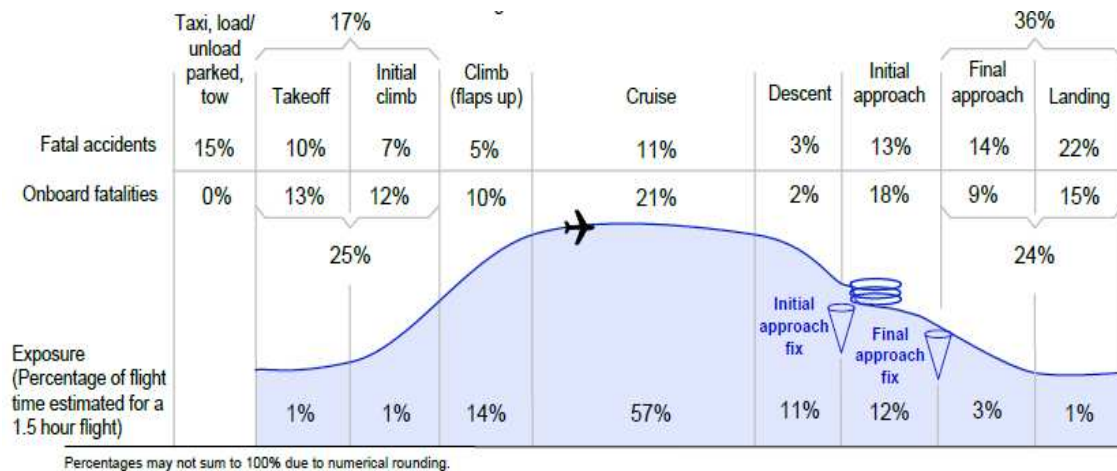 Taxi, load/
unload
parked,
tow
17%
Takeoff
Initial
climb
Climb
(flaps up)
Cruise
Descent
Initial
approach
36%
Final
approach
Landing
Fatal accidents 15% 10% 7% 5% 11% 3% 13% 14% 22%
Onboard fatalities 0% 13% 12% 10% 21% 2% 18% 9% 15%
25%
24%
Initial
approach
fix
Final
approach
fix
Exposure
(Percentage of flight
time estimated for a
1.5 hour flight)
1% 1% 14% 57% 11% 12% 3% 1%
Percentages may not sum to 100% due to numerical rounding.